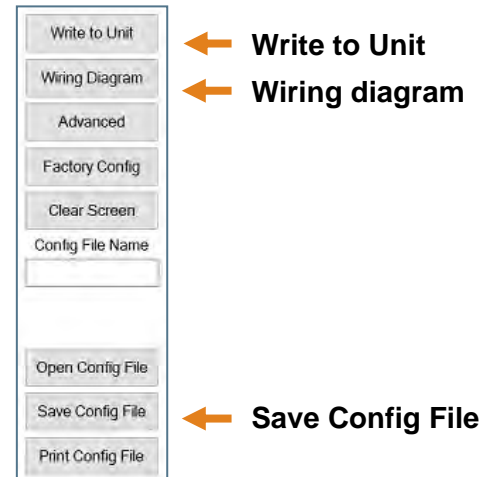 Write to Unit
Write to Unit
Wiring Diagram
Wiring diagram
Advanced
Factory Config
Clear Screen
Config File Name
Open Config File
Save Config File
Save Config File
Print Config File